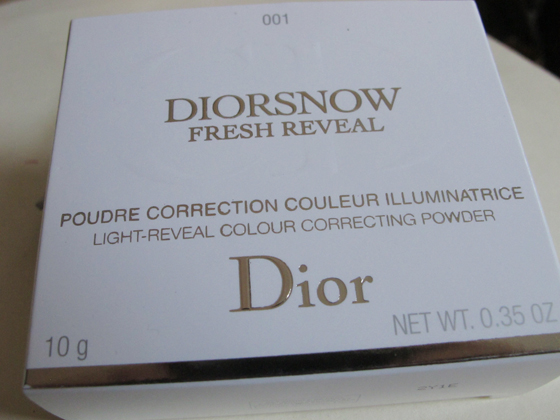 001
DIORSNOW
FRESH REVEAL
POUDRE CORRECTION COULEUR ILLUMINATRICE
LIGHT-REVEAL COLOUR CORRECTING POWDER
Dior
10 g
NET WT. 0.35 OZ